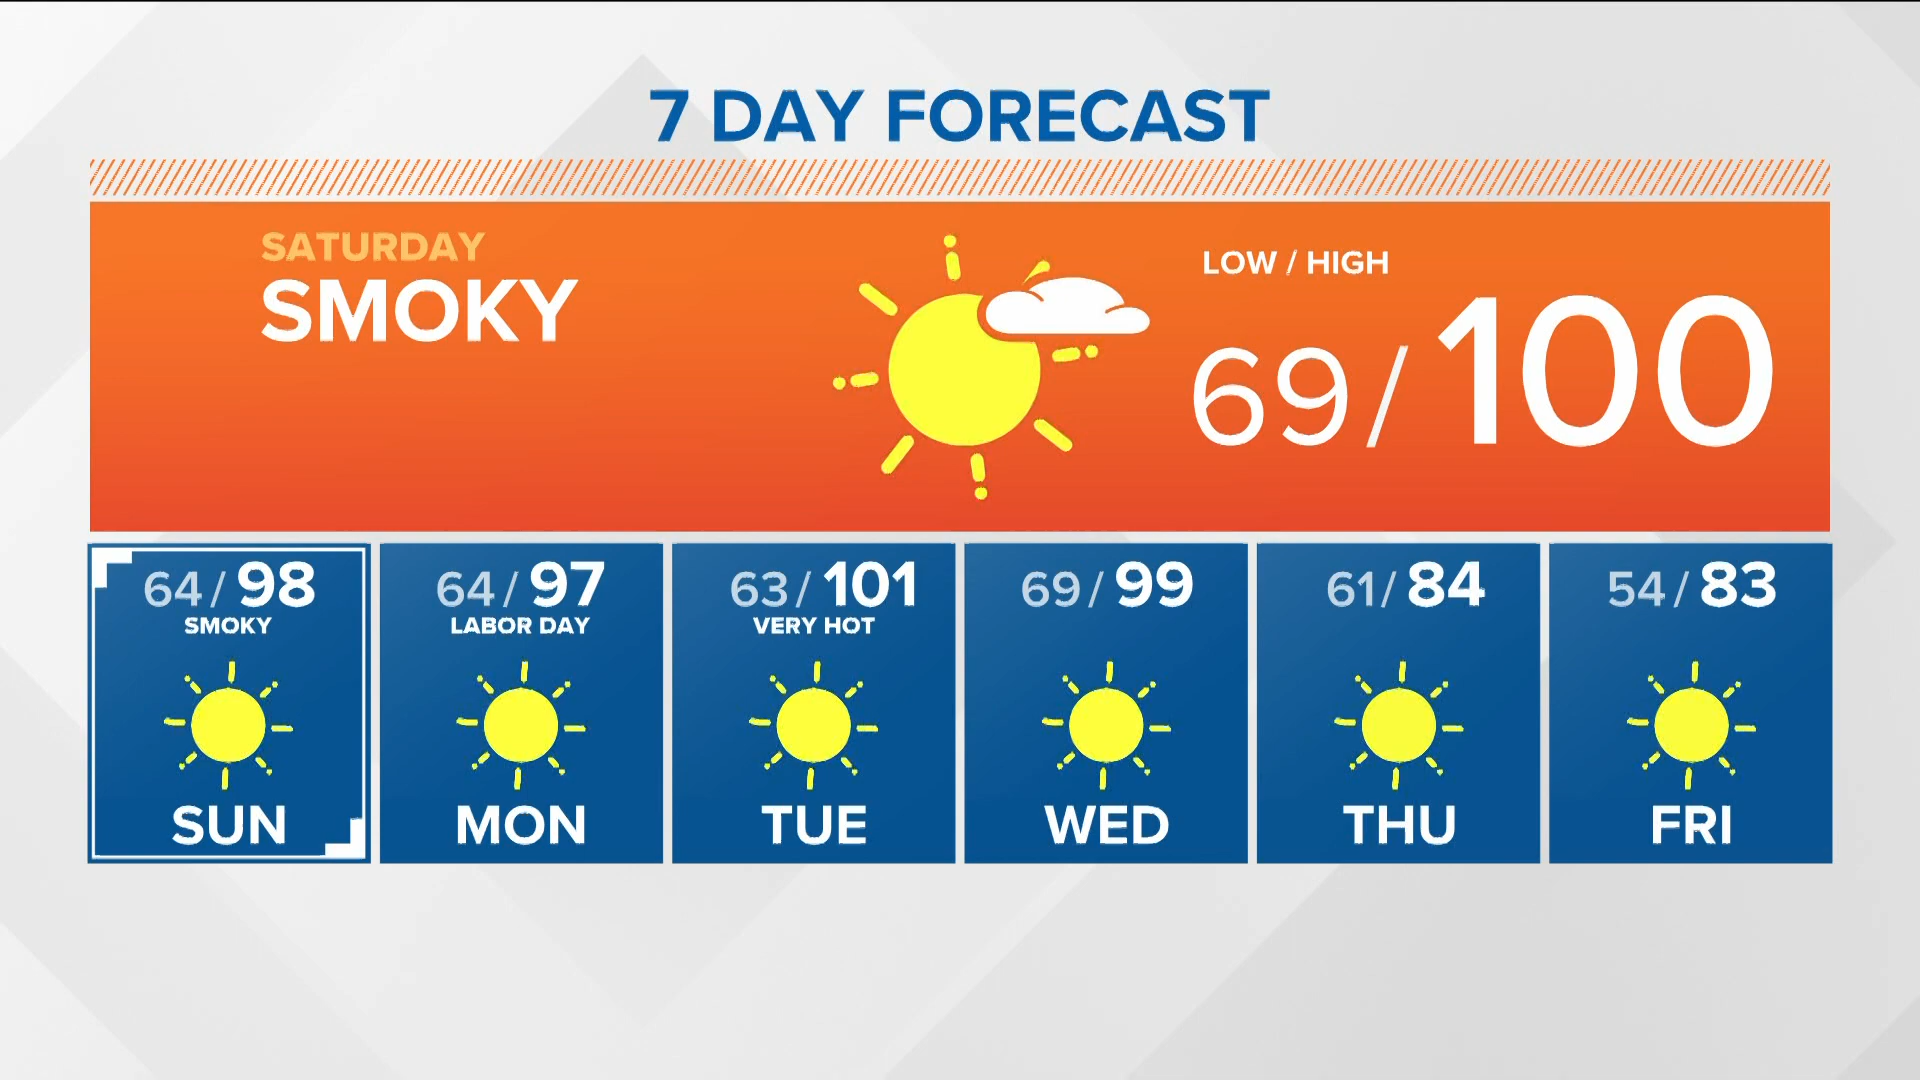 7 DAY FORECAST
SATURDAY
SMOKY
LOW / HIGH
69/100
64/98
SMOKY
SUN
64/97
LABOR DAY
MON
63/101
VERY HOT
TUE
69/99
WED
61/84
THU
54/83
FRI